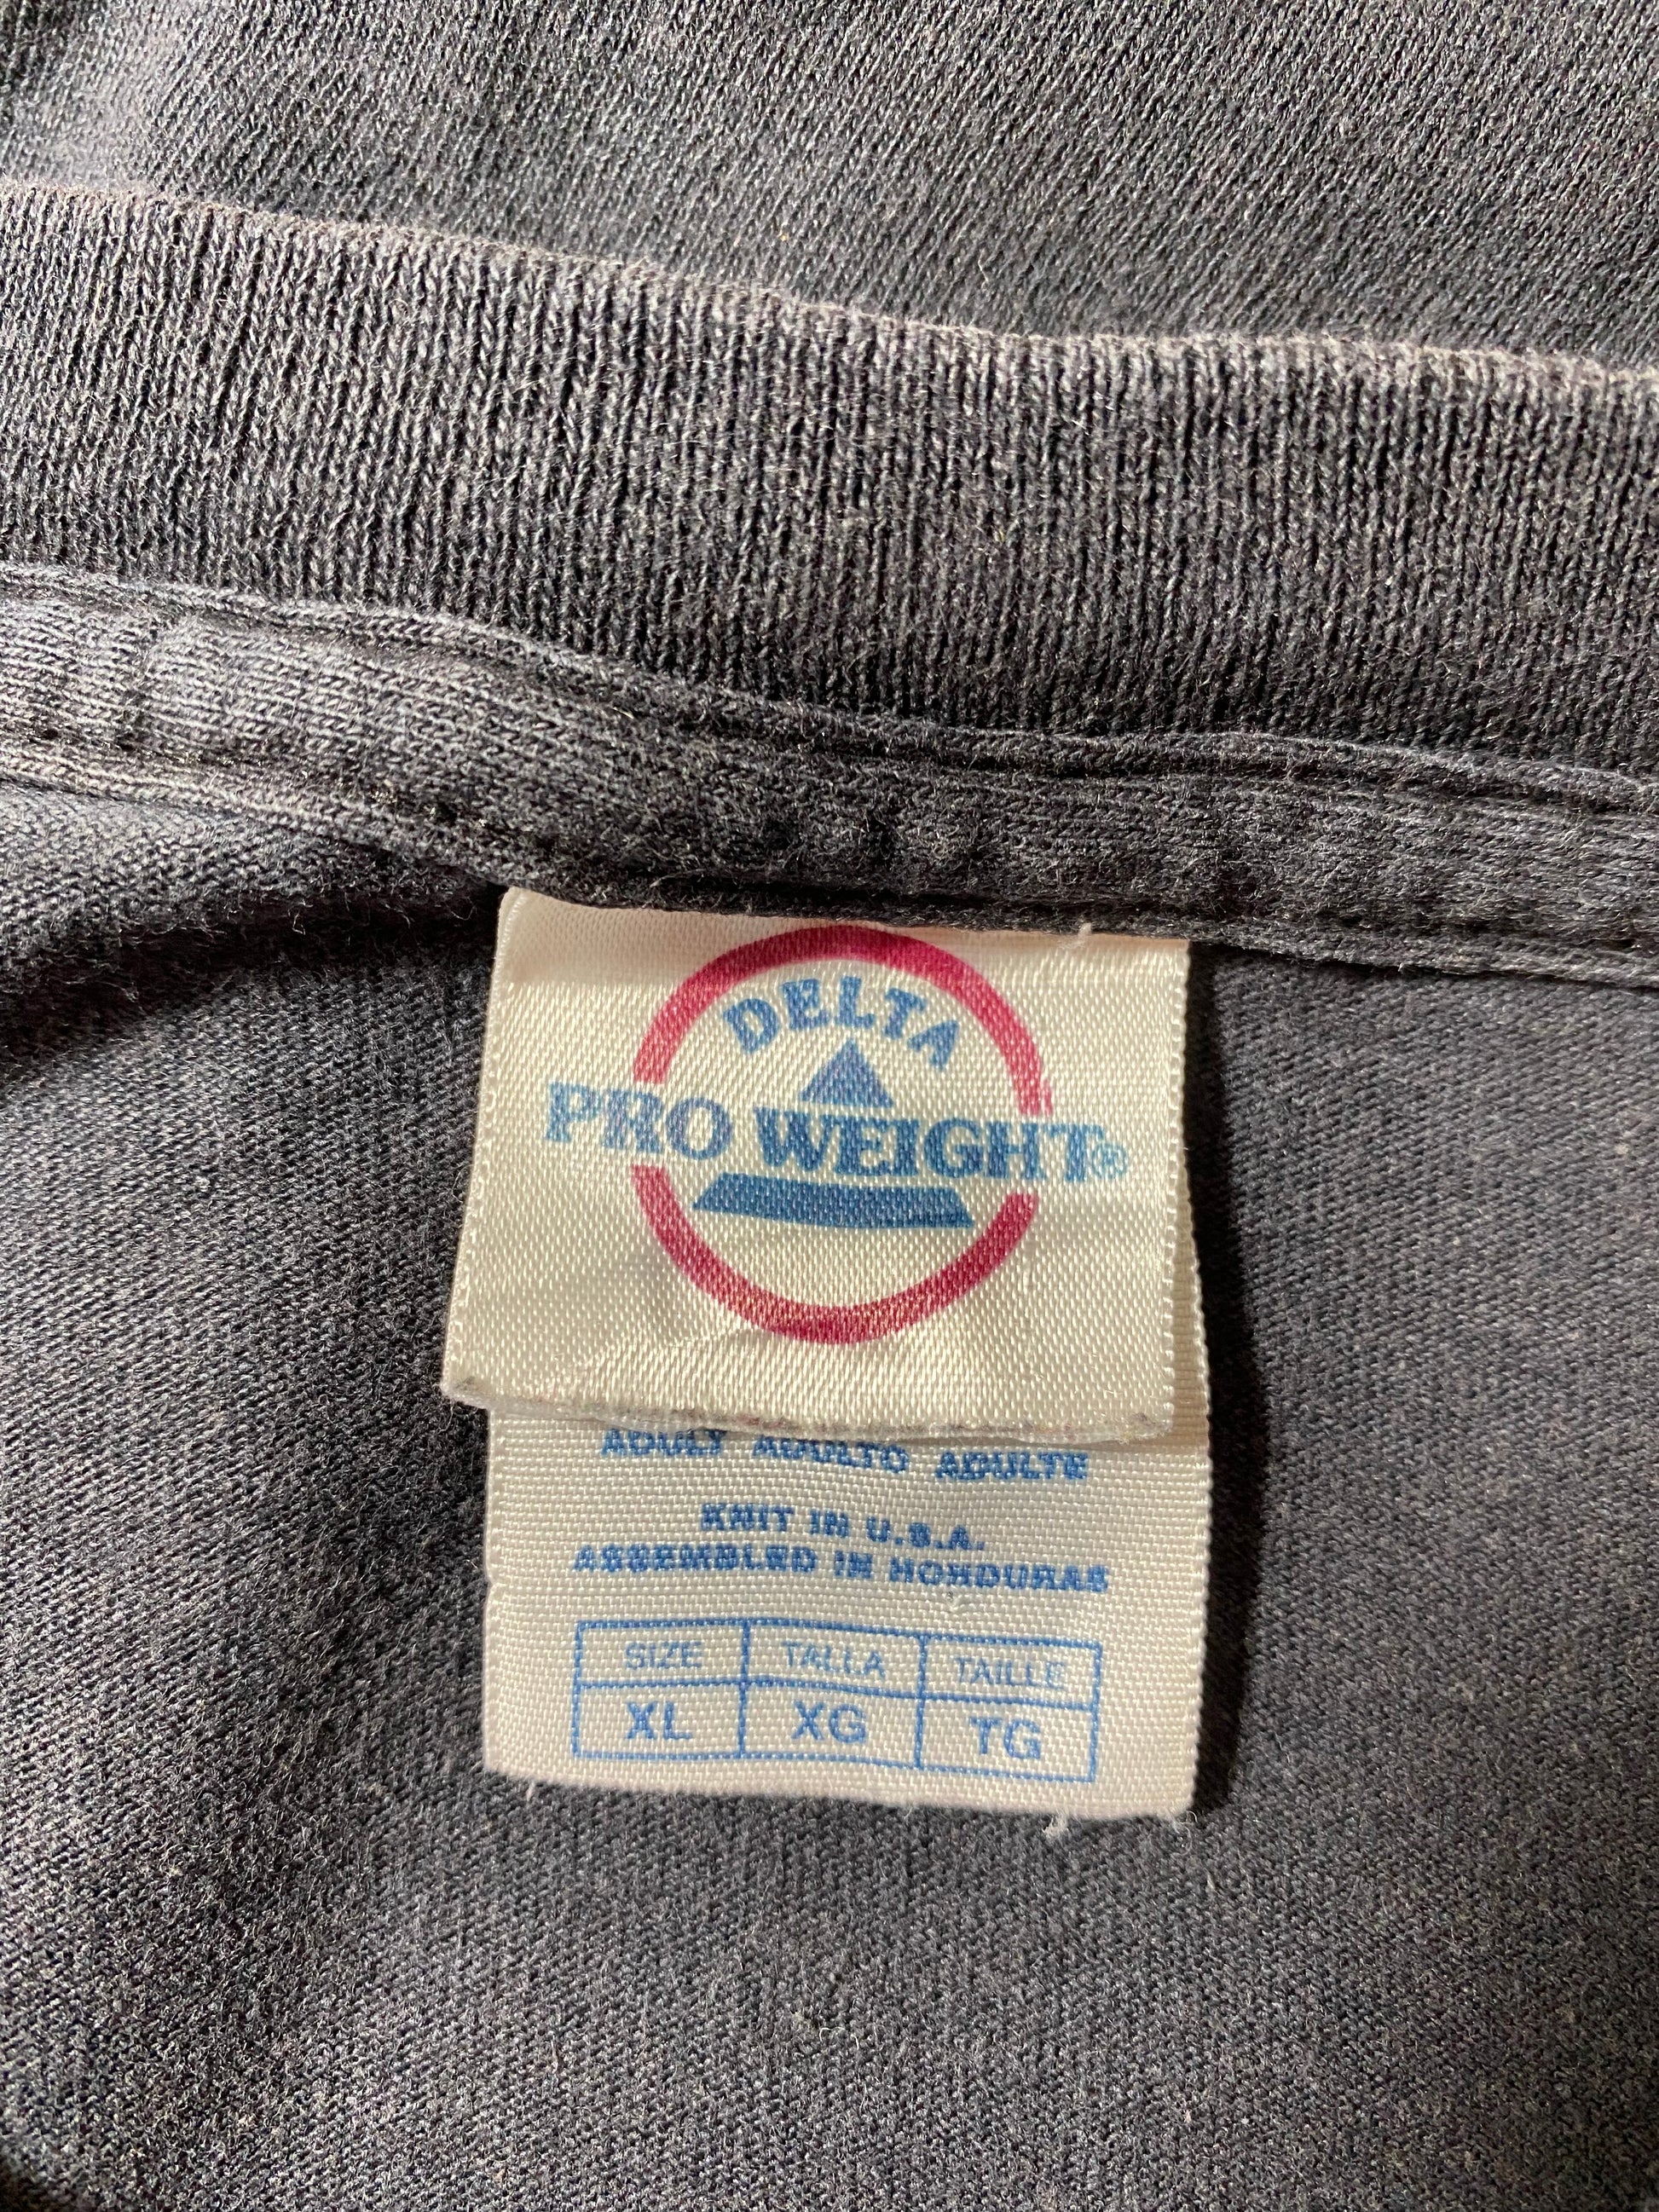 DELTA
PRO WEIGHT®
ADULT ADULTO ADULTE
KNIT IN U.S.A.
ASSEMBLED IN HONDURAS
SIZE TALLA TAILLE
XL XG TG